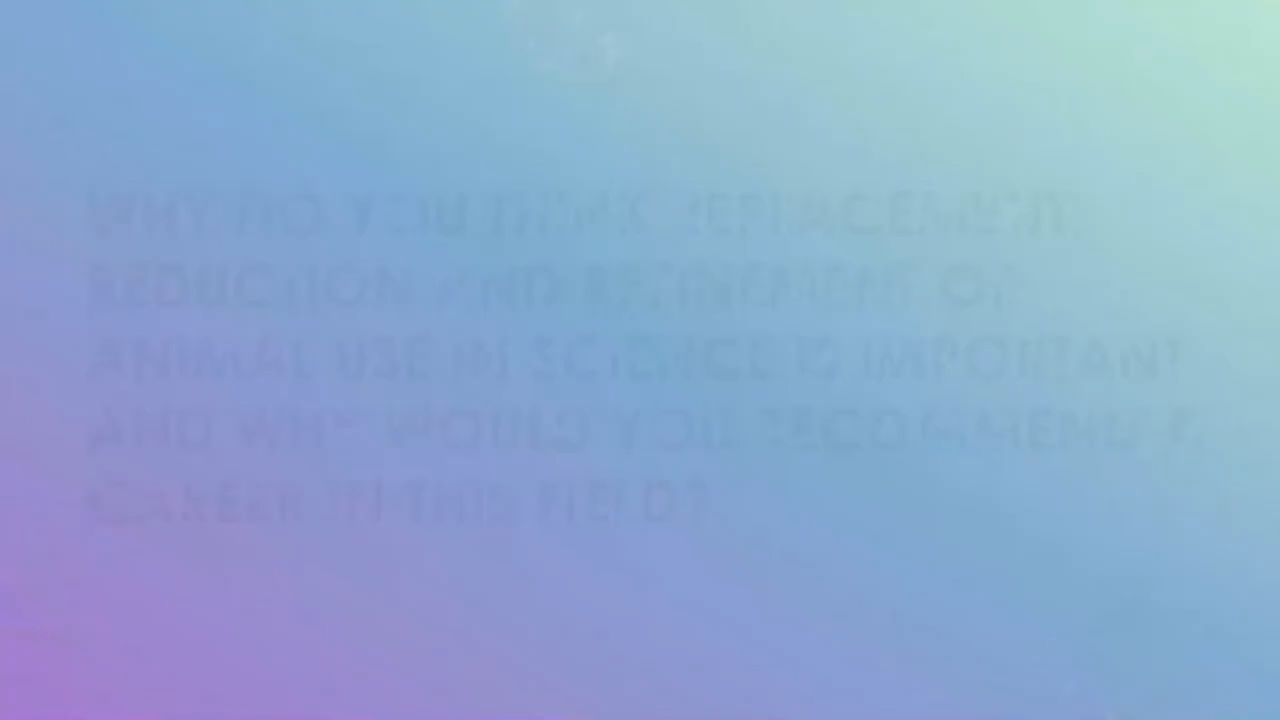 WHY DO YOU THINK REPLACEMENT
REDUCTION AND REFINEMENT OF
ANIMAL USE IN SCIENCE IS IMPORTANT
AND WHY WOULD YOU RECOMMEND A
CAREER IN THIS FIELD?